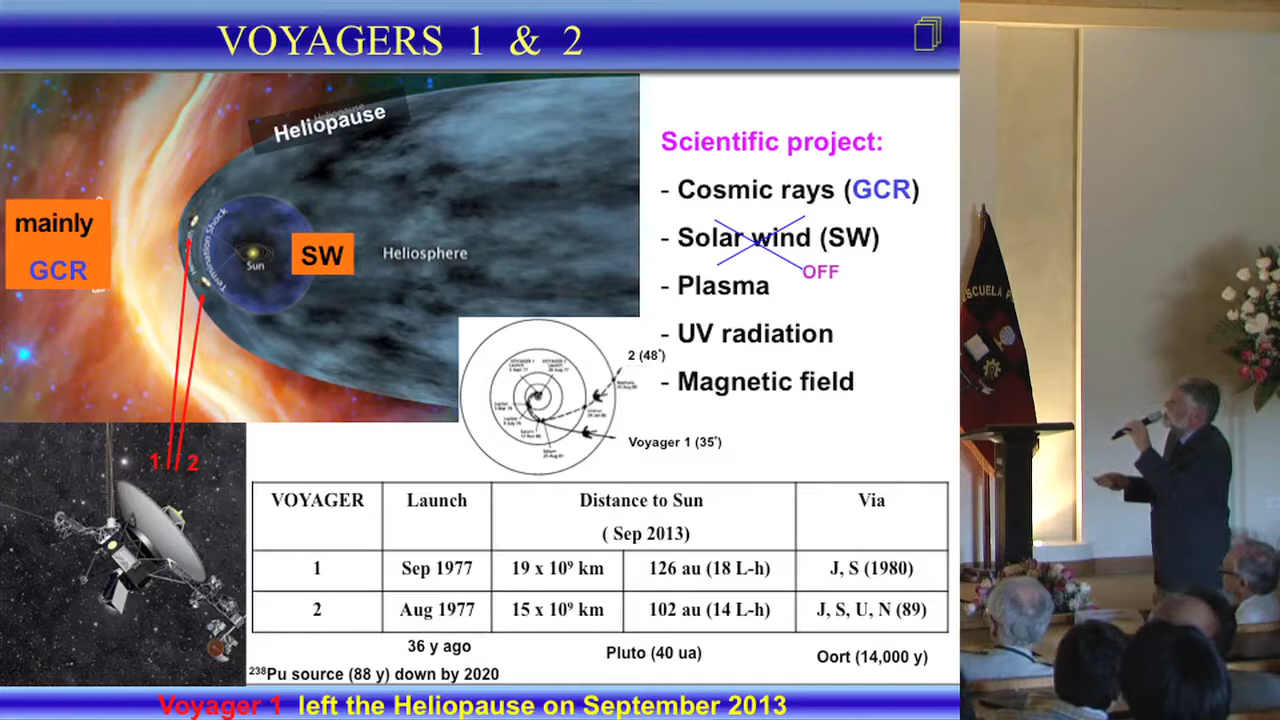 VOYAGERS 1 & 2
Heliopause
mainly
GCR
Termination Shock
Sun
SW
Heliosphere
Scientific project:
- Cosmic rays (GCR)
- Solar wind (SW)
OFF
- Plasma
- UV radiation
- Magnetic field
2 (48°)
Voyager 1 (35°)
1 2
VOYAGER Launch Distance to Sun Via
( Sep 2013)
1 Sep 1977 19 x 10⁹ km 126 au (18 L-h) J, S (1980)
2 Aug 1977 15 x 10⁹ km 102 au (14 L-h) J, S, U, N (89)
36 y ago Pluto (40 ua) Oort (14,000 y)
²³⁸Pu source (88 y) down by 2020
Voyager 1 left the Heliopause on September 2013
ESCUELA P